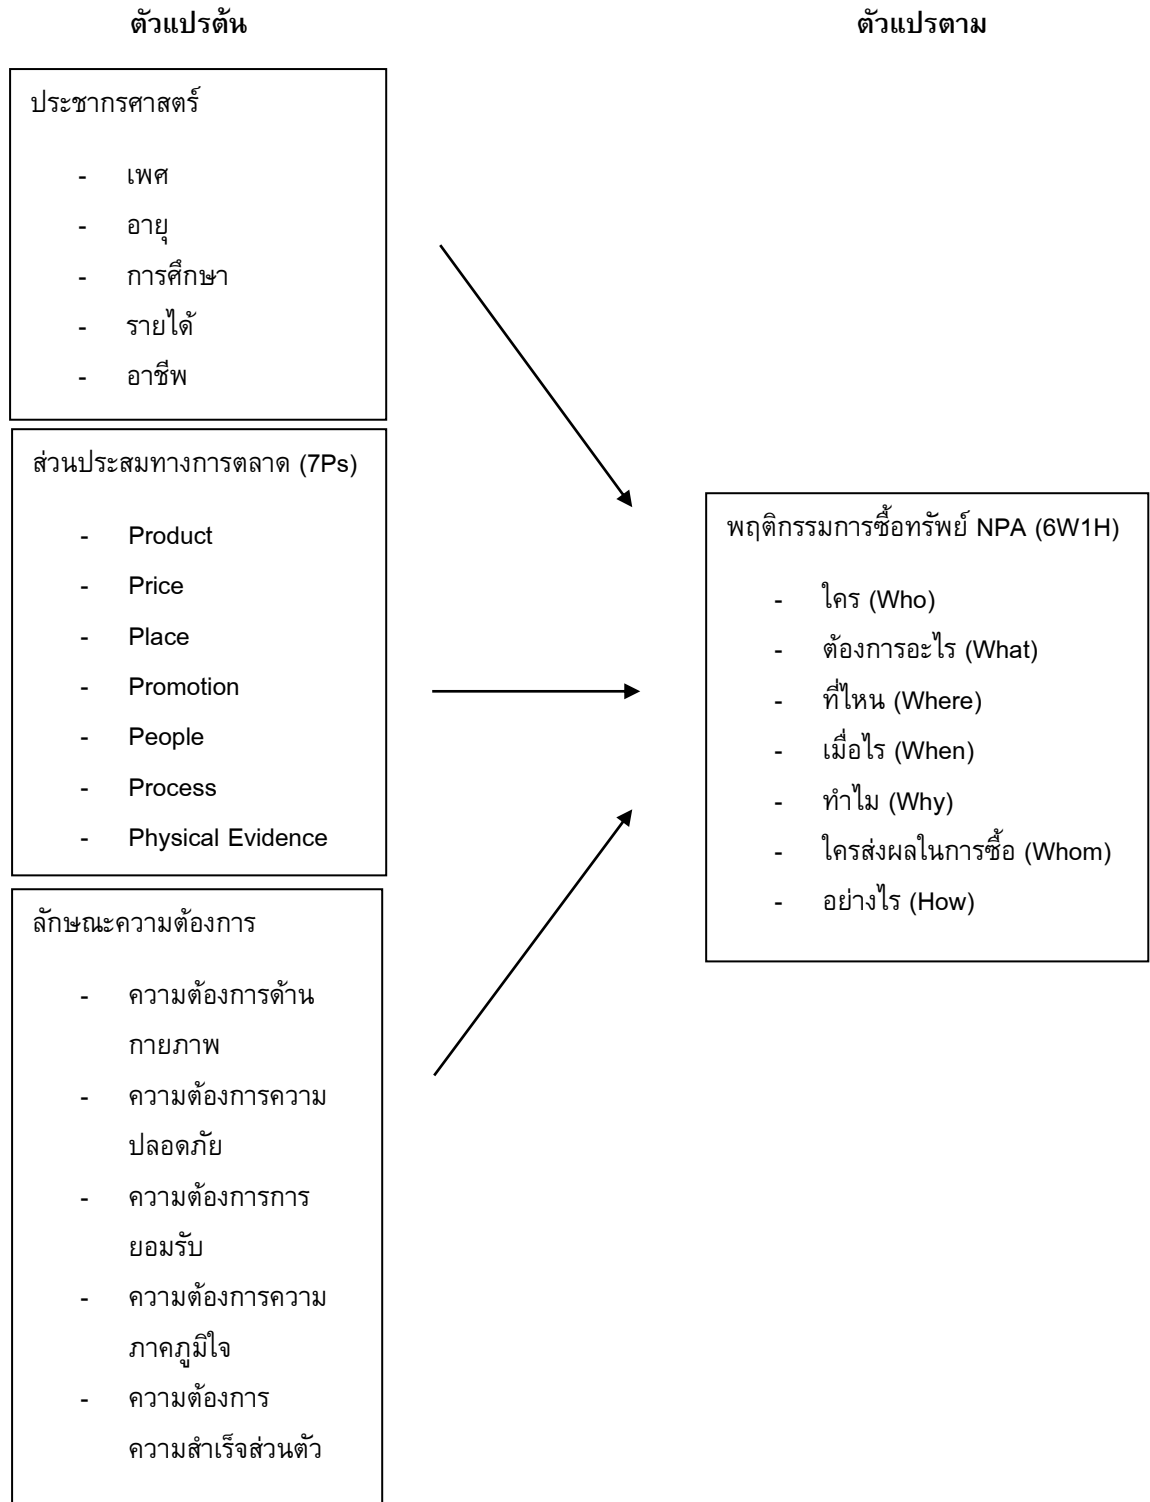 ตัวแปรต้น
ตัวแปรตาม
ประชากรศาสตร์
- เพศ
- อายุ
- การศึกษา
- รายได้
- อาชีพ
ส่วนประสมทางการตลาด (7Ps)
- Product
- Price
- Place
- Promotion
- People
- Process
- Physical Evidence
ลักษณะความต้องการ
- ความต้องการด้าน
กายภาพ
- ความต้องการความ
ปลอดภัย
- ความต้องการการ
ยอมรับ
- ความต้องการความ
ภาคภูมิใจ
- ความต้องการ
ความสำเร็จส่วนตัว
พฤติกรรมการซื้อทรัพย์ NPA (6W1H)
- ใคร (Who)
- ต้องการอะไร (What)
- ที่ไหน (Where)
- เมื่อไร (When)
- ทำไม (Why)
- ใครส่งผลในการซื้อ (Whom)
- อย่างไร (How)